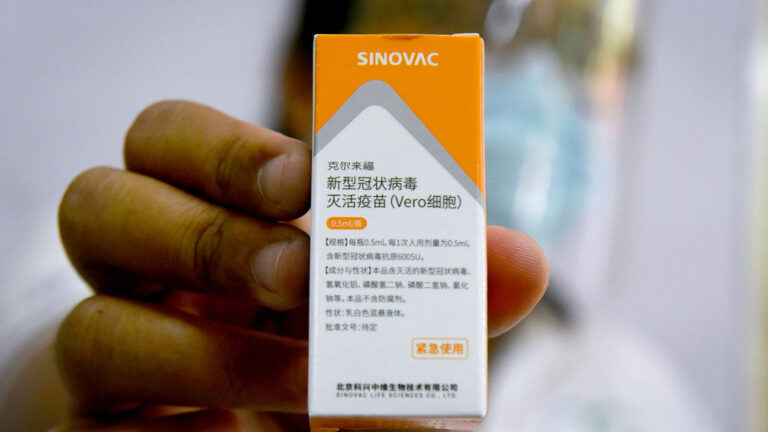 SINOVAC
克尔来福
新型冠状病毒
灭活疫苗(Vero细胞)
0.5ml/瓶
【规格】每瓶0.5ml,每1次人用剂量为0.5ml,
含新型冠状病毒抗原600SU。
【成分与性状】本品含灭活的新型冠状病毒、
氢氧化铝、磷酸氢二钠、磷酸二氢钠、氯化
钠等。本品不含防腐剂。
性状:乳白色混悬液体。
批准文号:待定
紧急使用
北京科兴中维生物技术有限公司
SINOVAC LIFE SCIENCES CO., LTD.